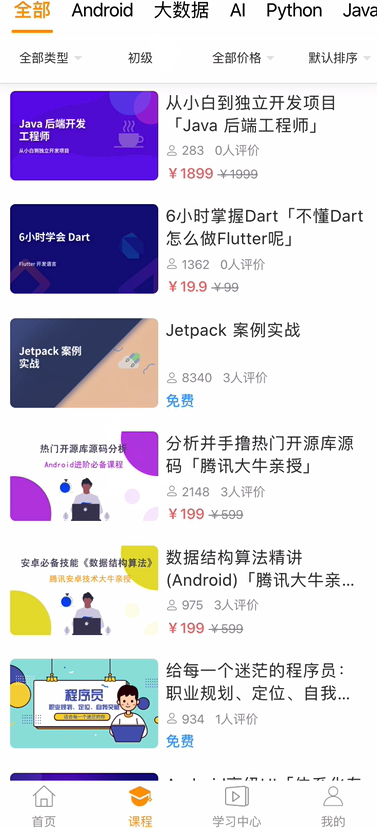 全部 Android 大数据 AI Python Java
全部类型 初级 全部价格 默认排序
Java 后端开发
工程师
从小白到独立开发项目
从小白到独立开发项目
「Java 后端工程师」
283 0人评价
￥1899 ￥1999
6小时学会 Dart
Flutter 开发语言
6小时掌握Dart「不懂Dart
怎么做Flutter呢」
1362 0人评价
￥19.9 ￥99
Jetpack 案例
实战
Jetpack 案例实战
8340 3人评价
免费
热门开源库源码分析
Android进阶必备课程
分析并手撸热门开源库源
码「腾讯大牛亲授」
2148 3人评价
￥199 ￥599
安卓必备技能《数据结构算法》
腾讯安卓技术大牛亲授
数据结构算法精讲
(Android)「腾讯大牛亲...
975 3人评价
￥199 ￥599
程序员
职业规划、定位、自我突破
给每一个迷茫的程序员：
职业规划、定位、自我...
934 1人评价
免费
首页 课程 学习中心 我的